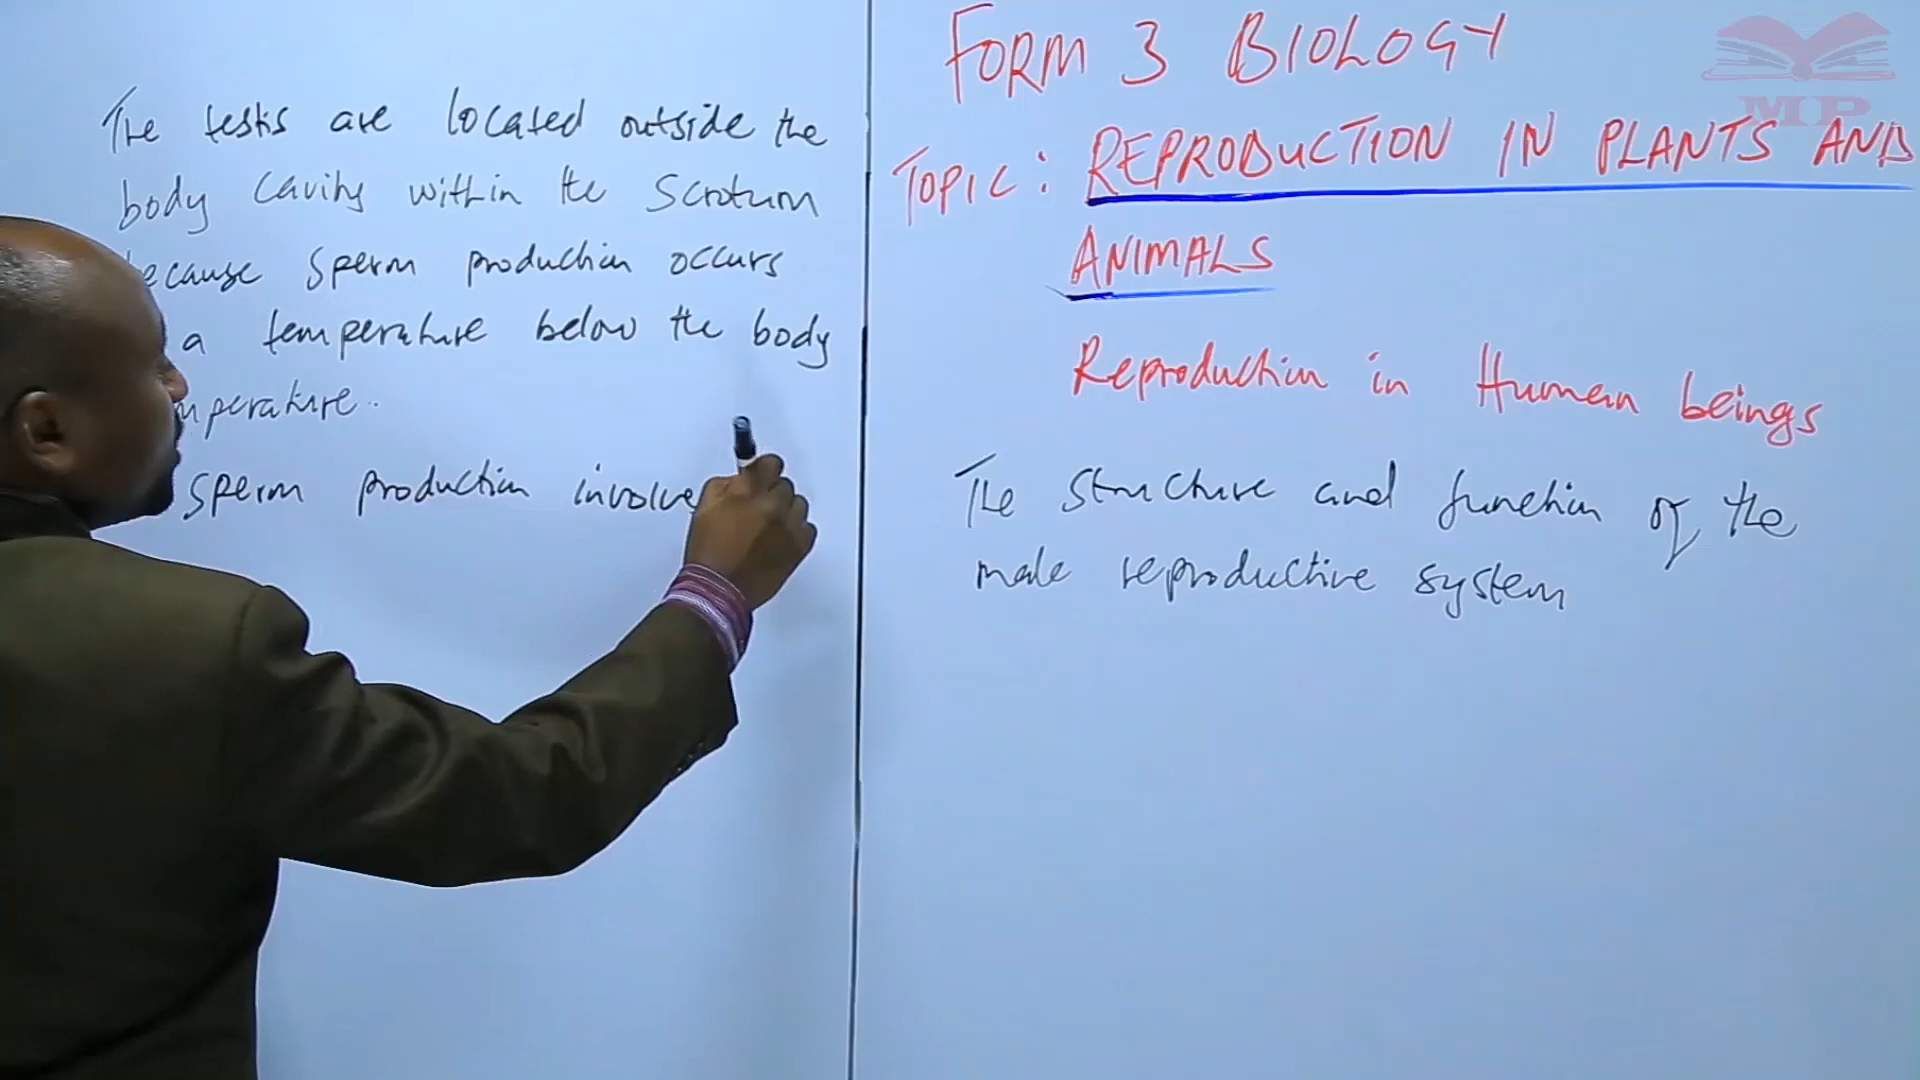 The testis are located outside the
body cavity within the Scrotum
because sperm production occurs
a temperature below the body
mperature.
sperm production involve
FORM 3 BIOLOGY
TOPIC: REPRODUCTION IN PLANTS AND
ANIMALS
Reproduction in Human beings
The structure and function of the
male reproductive system
MP